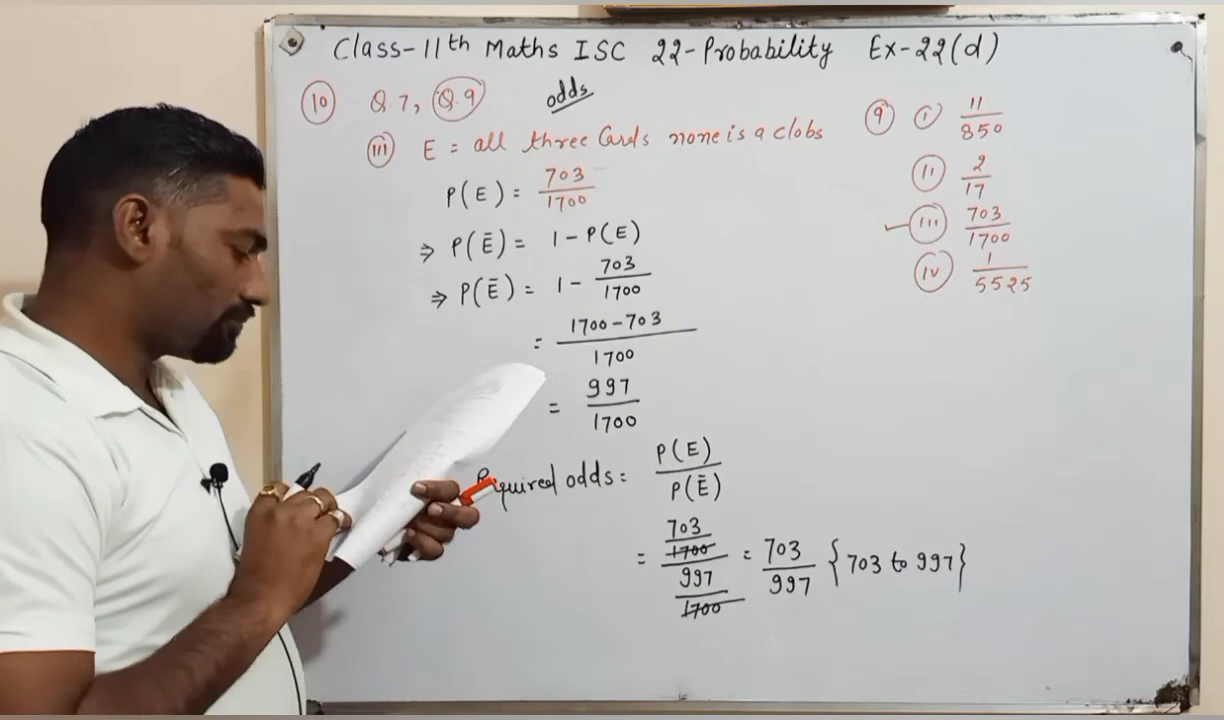 Class-11th Maths ISC 22-Probability Ex-22(d)
10 Q.7, Q.9 odds
iii E = all three Cards none is a clobs
P(E) = 703/1700
⇒ P(Ē) = 1 - P(E)
⇒ P(Ē) = 1 - 703/1700
= 1700-703/1700
= 997/1700
Required odds = P(E)/P(Ē)
= 703/1700/997/1700 = 703/997 {703 to 997}
9 i 11/850
ii 2/17
iii 703/1700
iv 1/5525